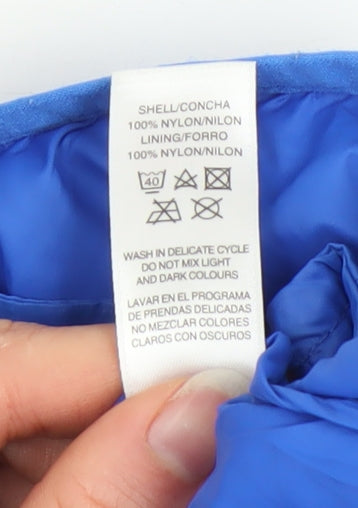 SHELL/CONCHA
100% NYLON/NILON
LINING/FORRO
100% NYLON/NILON
40
WASH IN DELICATE CYCLE
DO NOT MIX LIGHT
AND DARK COLOURS
LAVAR EN EL PROGRAMA
DE PRENDAS DELICADAS
NO MEZCLAR COLORES
CLAROS CON OSCUROS